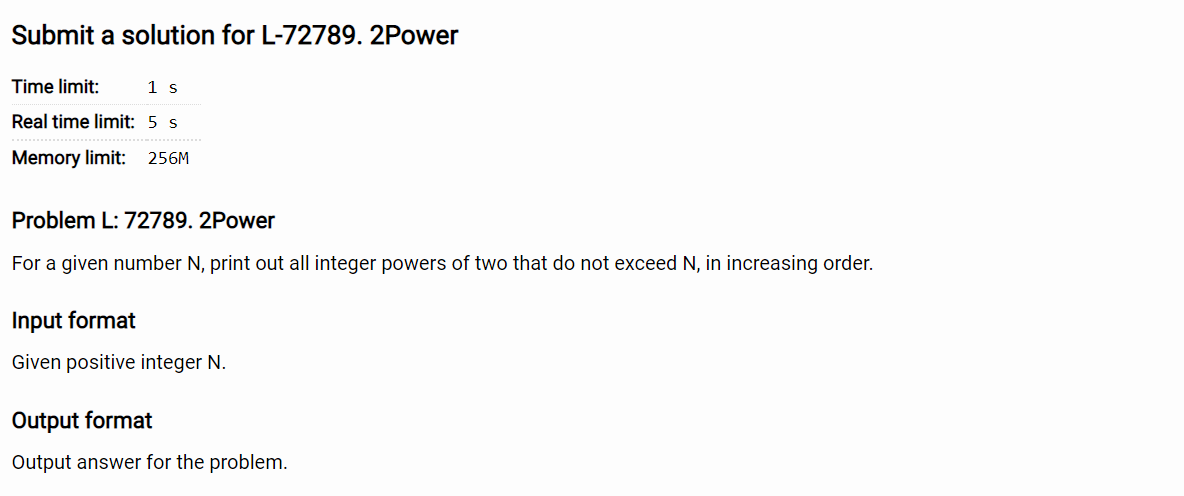 Submit a solution for L-72789. 2Power
Time limit: 1 s
Real time limit: 5 s
Memory limit: 256M
Problem L: 72789. 2Power
For a given number N, print out all integer powers of two that do not exceed N, in increasing order.
Input format
Given positive integer N.
Output format
Output answer for the problem.